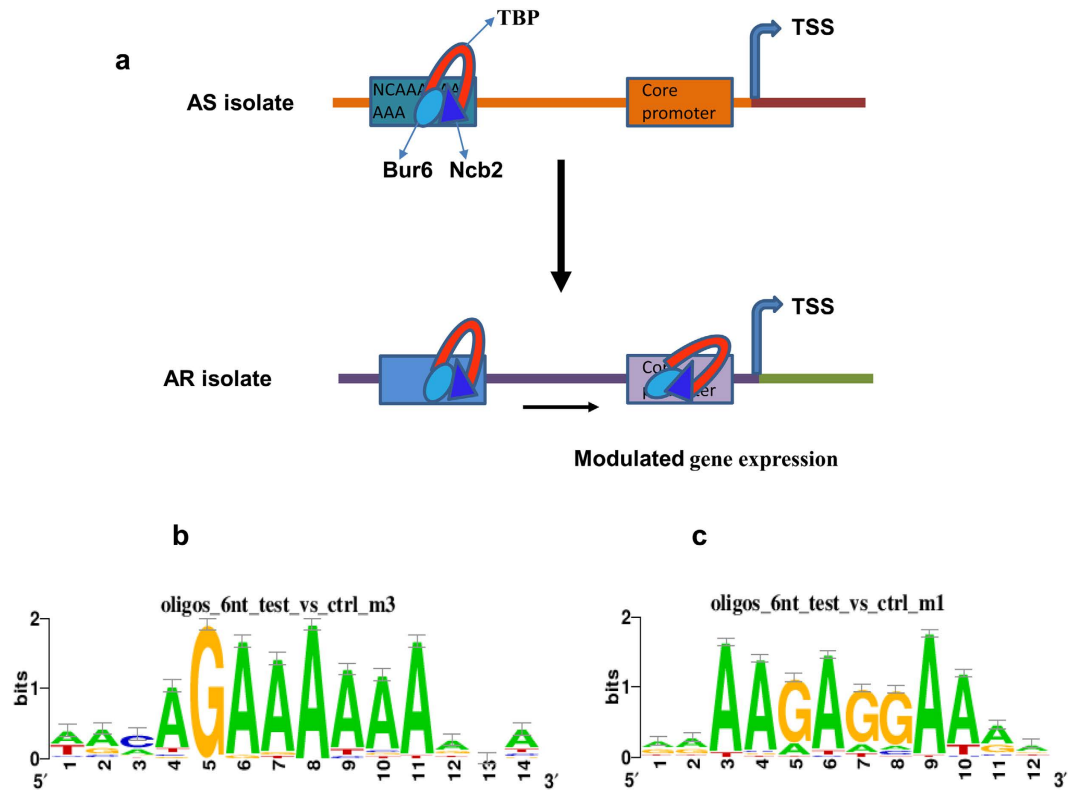 a
TBP
AS isolate
NCAAA AA
AAA
Core
promoter
TSS
Bur6
Ncb2
AR isolate
TSS
Modulated gene expression
b
oligos_6nt_test_vs_ctrl_m3
bits
2
1
0
5′
1 2 3 4 5 6 7 8 9 10 11 12 13 14
3′
c
oligos_6nt_test_vs_ctrl_m1
bits
2
1
0
5′
1 2 3 4 5 6 7 8 9 10 11 12
3′